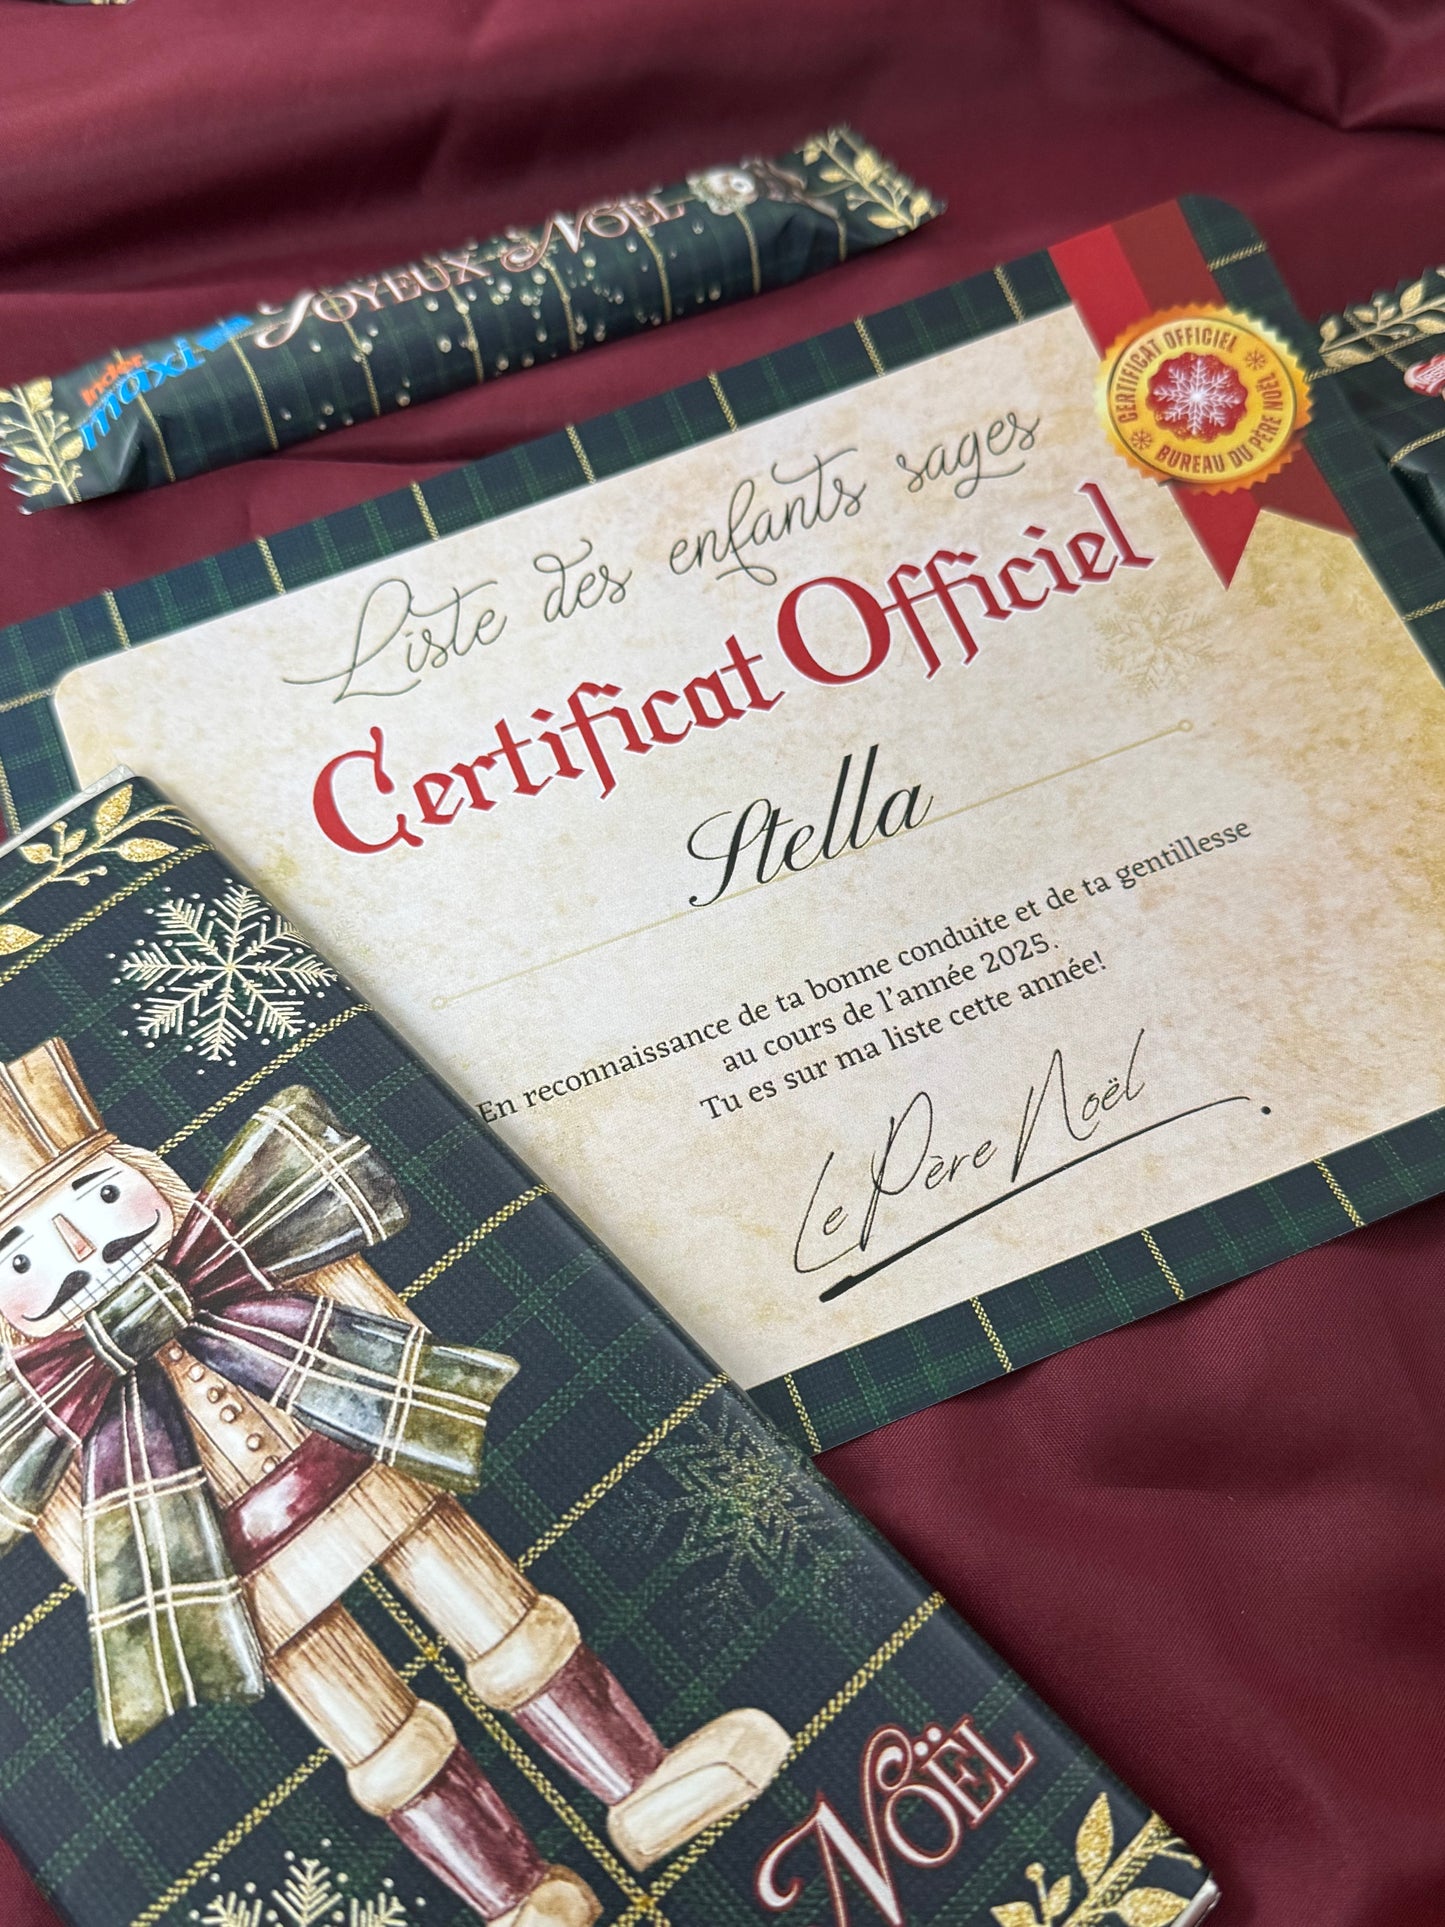 inder
maxi
JOYEUX NOËL
CERTIFICAT OFFICIEL
BUREAU DU PÈRE NOËL
Liste des enfants sages
Certificat Officiel
Stella
En reconnaissance de ta bonne conduite et de ta gentillesse
au cours de l'année 2025.
Tu es sur ma liste cette année!
Le Père Noël
NOËL